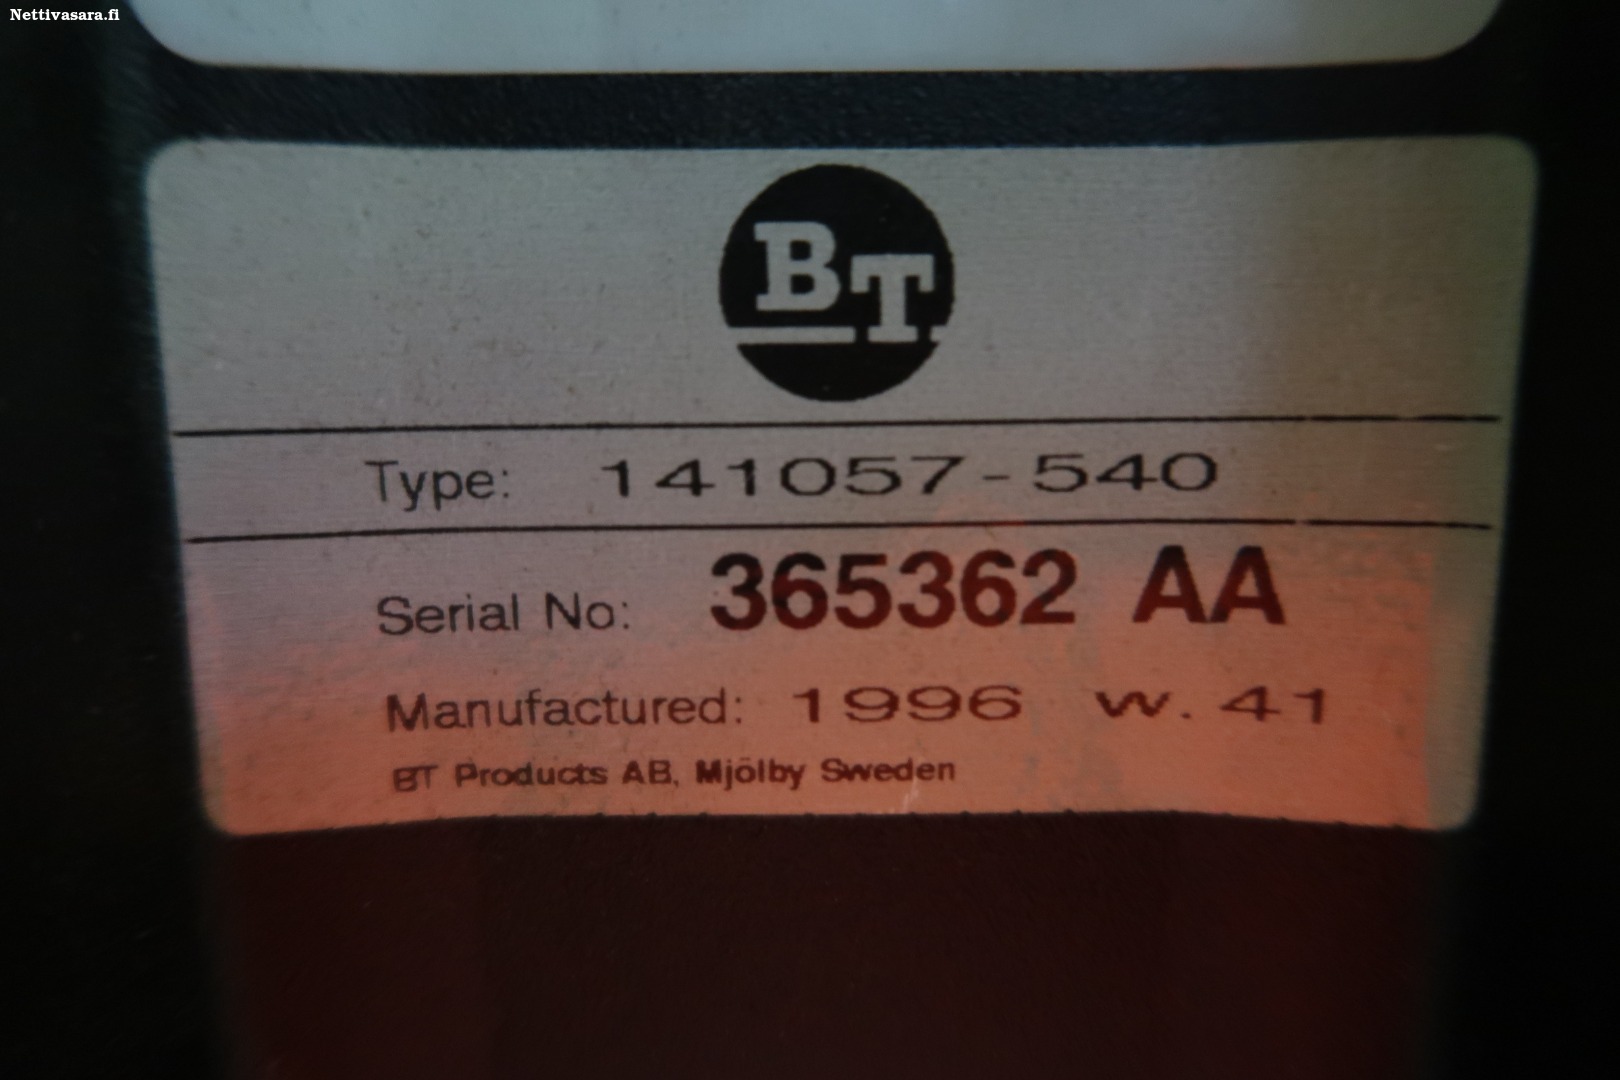 Nettivasara.fi
BT
Type: 141057-540
Serial No: 365362 AA
Manufactured: 1996 w.41
BT Products AB, Mjölby Sweden